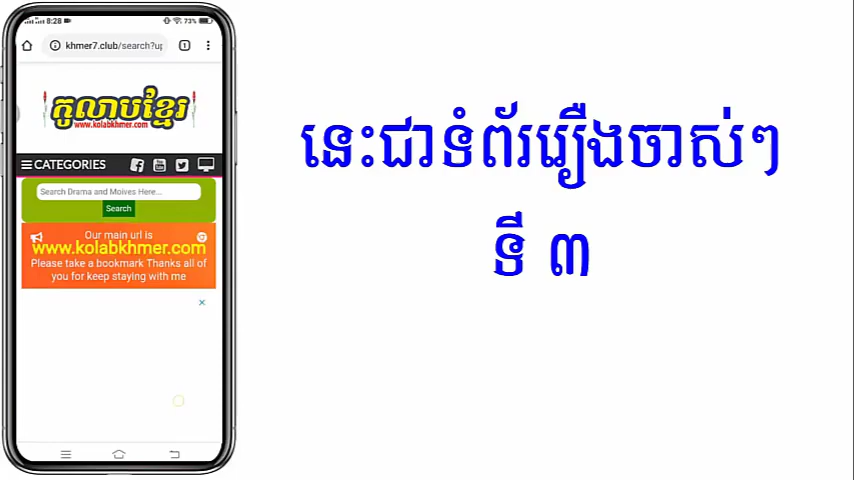 8:28
73%
khmer7.club/search?up
1
កូលាបខ្មែរ
www.kolabkhmer.com
CATEGORIES
Search Drama and Moives Here...
Search
Our main url is
www.kolabkhmer.com
Please take a bookmark Thanks all of
you for keep staying with me
នេះជាទំព័ររឿងចាស់ៗ
ទី ៣